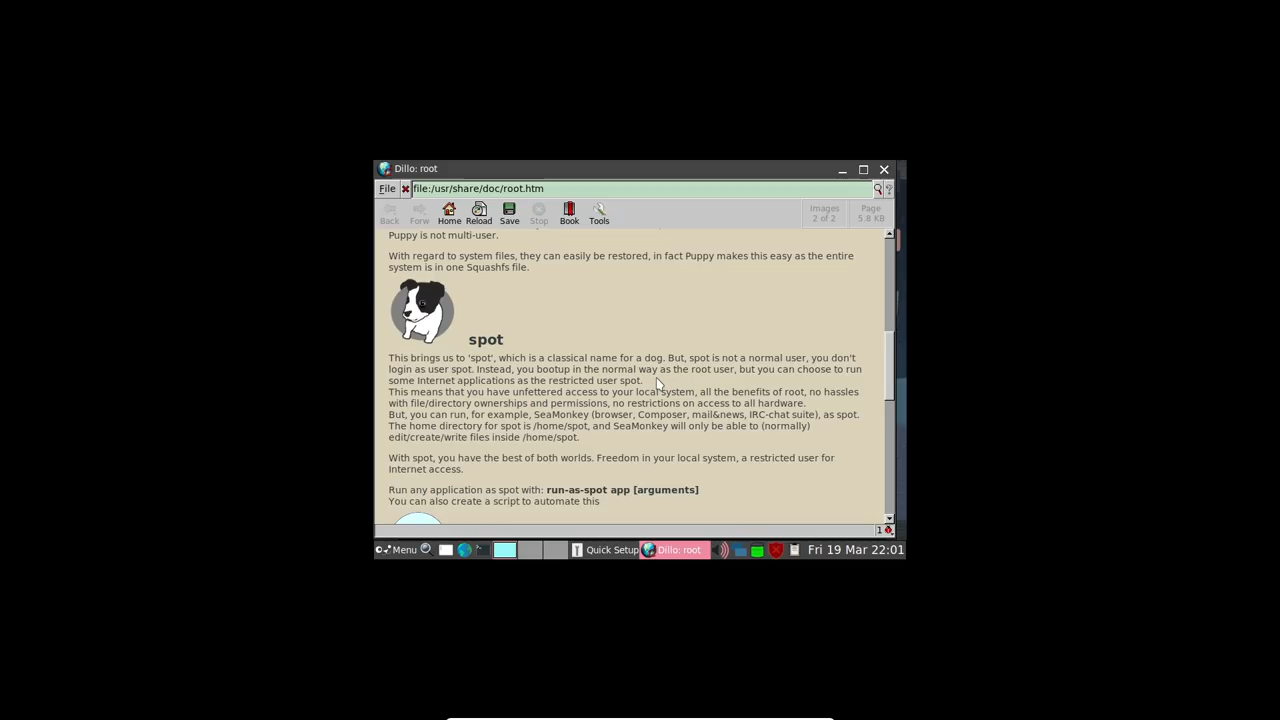 Dillo: root
File
file:/usr/share/doc/root.htm
?
Back Forw Home Reload Save Stop Book Tools
Images
2 of 2
Page
5.8 KB
Puppy is not multi-user.
With regard to system files, they can easily be restored, in fact Puppy makes this easy as the entire
system is in one Squashfs file.
spot
This brings us to 'spot', which is a classical name for a dog. But, spot is not a normal user, you don't
login as user spot. Instead, you bootup in the normal way as the root user, but you can choose to run
some Internet applications as the restricted user spot.
This means that you have unfettered access to your local system, all the benefits of root, no hassles
with file/directory ownerships and permissions, no restrictions on access to all hardware.
But, you can run, for example, SeaMonkey (browser, Composer, mail&news, IRC-chat suite), as spot.
The home directory for spot is /home/spot, and SeaMonkey will only be able to (normally)
edit/create/write files inside /home/spot.
With spot, you have the best of both worlds. Freedom in your local system, a restricted user for
Internet access.
Run any application as spot with: run-as-spot app [arguments]
You can also create a script to automate this
1
Menu Quick Setup Dillo: root Fri 19 Mar 22:01